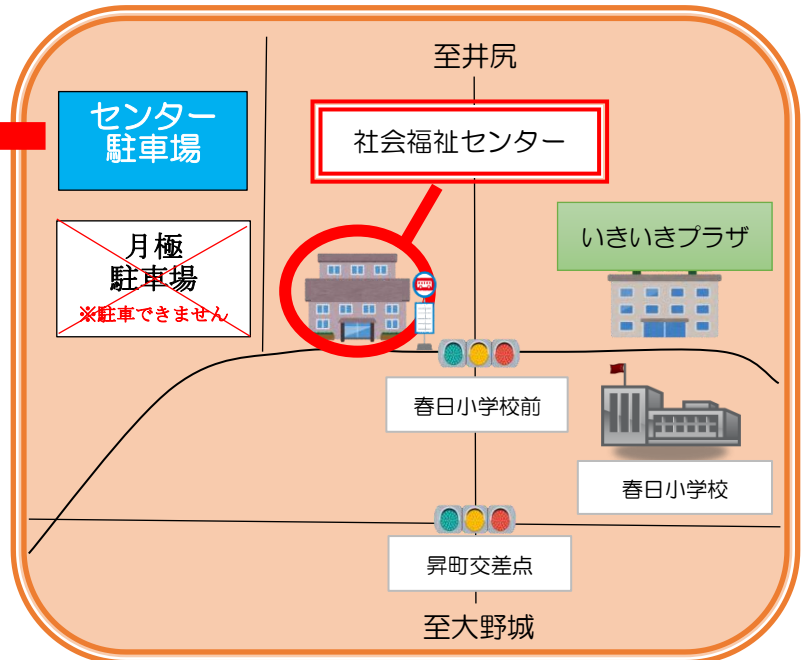 至井尻
センター
駐車場
社会福祉センター
月極
駐車場
※駐車できません
いきいきプラザ
春日小学校前
春日小学校
昇町交差点
至大野城